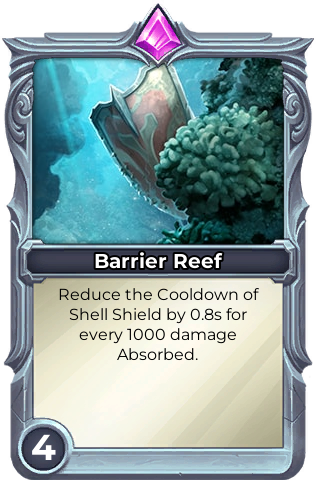 Barrier Reef
Reduce the Cooldown of
Shell Shield by 0.8s for
every 1000 damage
Absorbed.
4